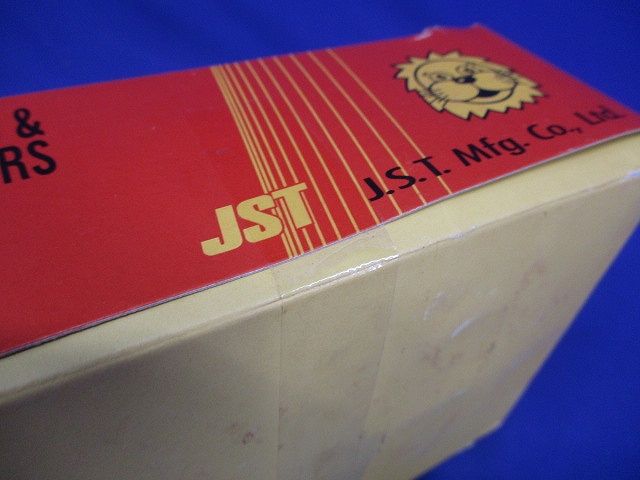 &
RS
JST
J.S.T. Mfg. Co., Ltd.